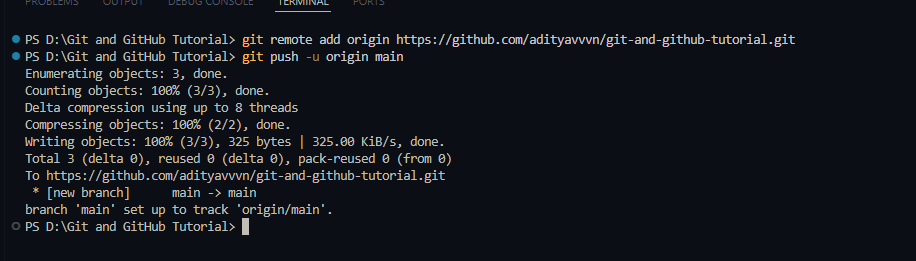 PROBLEMS OUTPUT DEBUG CONSOLE TERMINAL PORTS
PS D:\Git and GitHub Tutorial> git remote add origin https://github.com/adityavvvn/git-and-github-tutorial.git
PS D:\Git and GitHub Tutorial> git push -u origin main
Enumerating objects: 3, done.
Counting objects: 100% (3/3), done.
Delta compression using up to 8 threads
Compressing objects: 100% (2/2), done.
Writing objects: 100% (3/3), 325 bytes | 325.00 KiB/s, done.
Total 3 (delta 0), reused 0 (delta 0), pack-reused 0 (from 0)
To https://github.com/adityavvvn/git-and-github-tutorial.git
 * [new branch]      main -> main
branch 'main' set up to track 'origin/main'.
PS D:\Git and GitHub Tutorial>